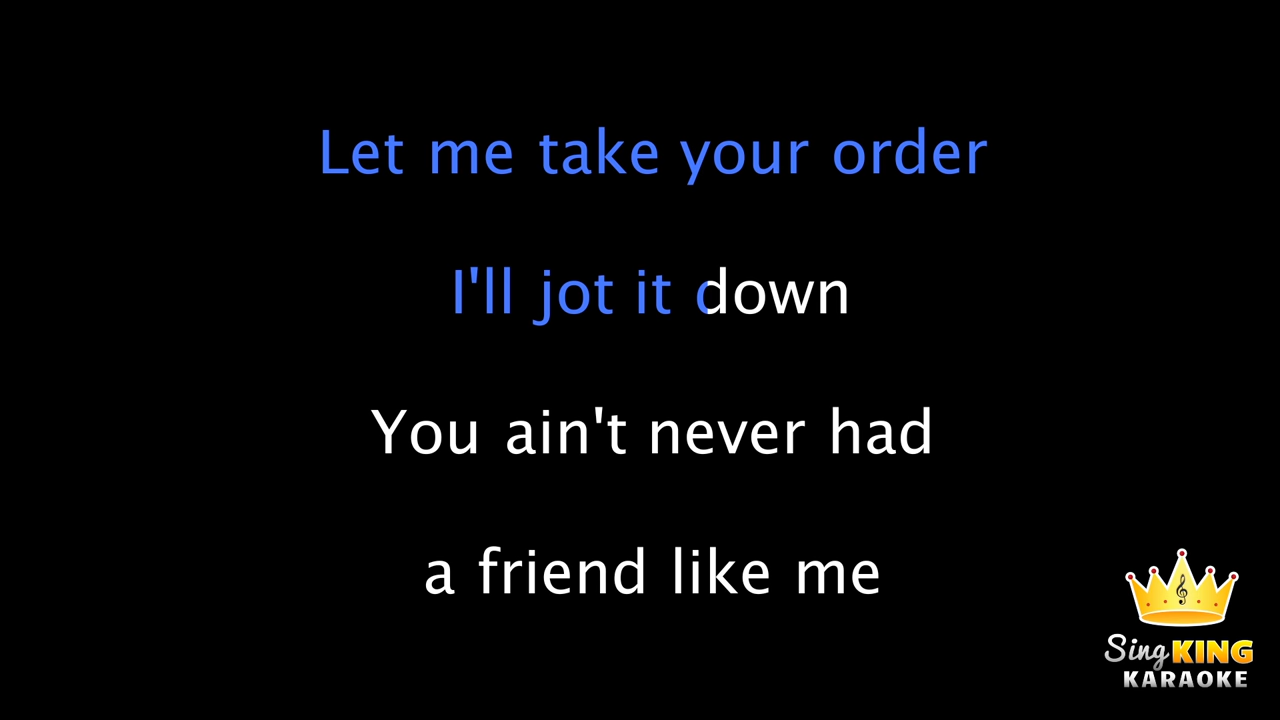 Let me take your order
I'll jot it down
You ain't never had
a friend like me
Sing KING
KARAOKE